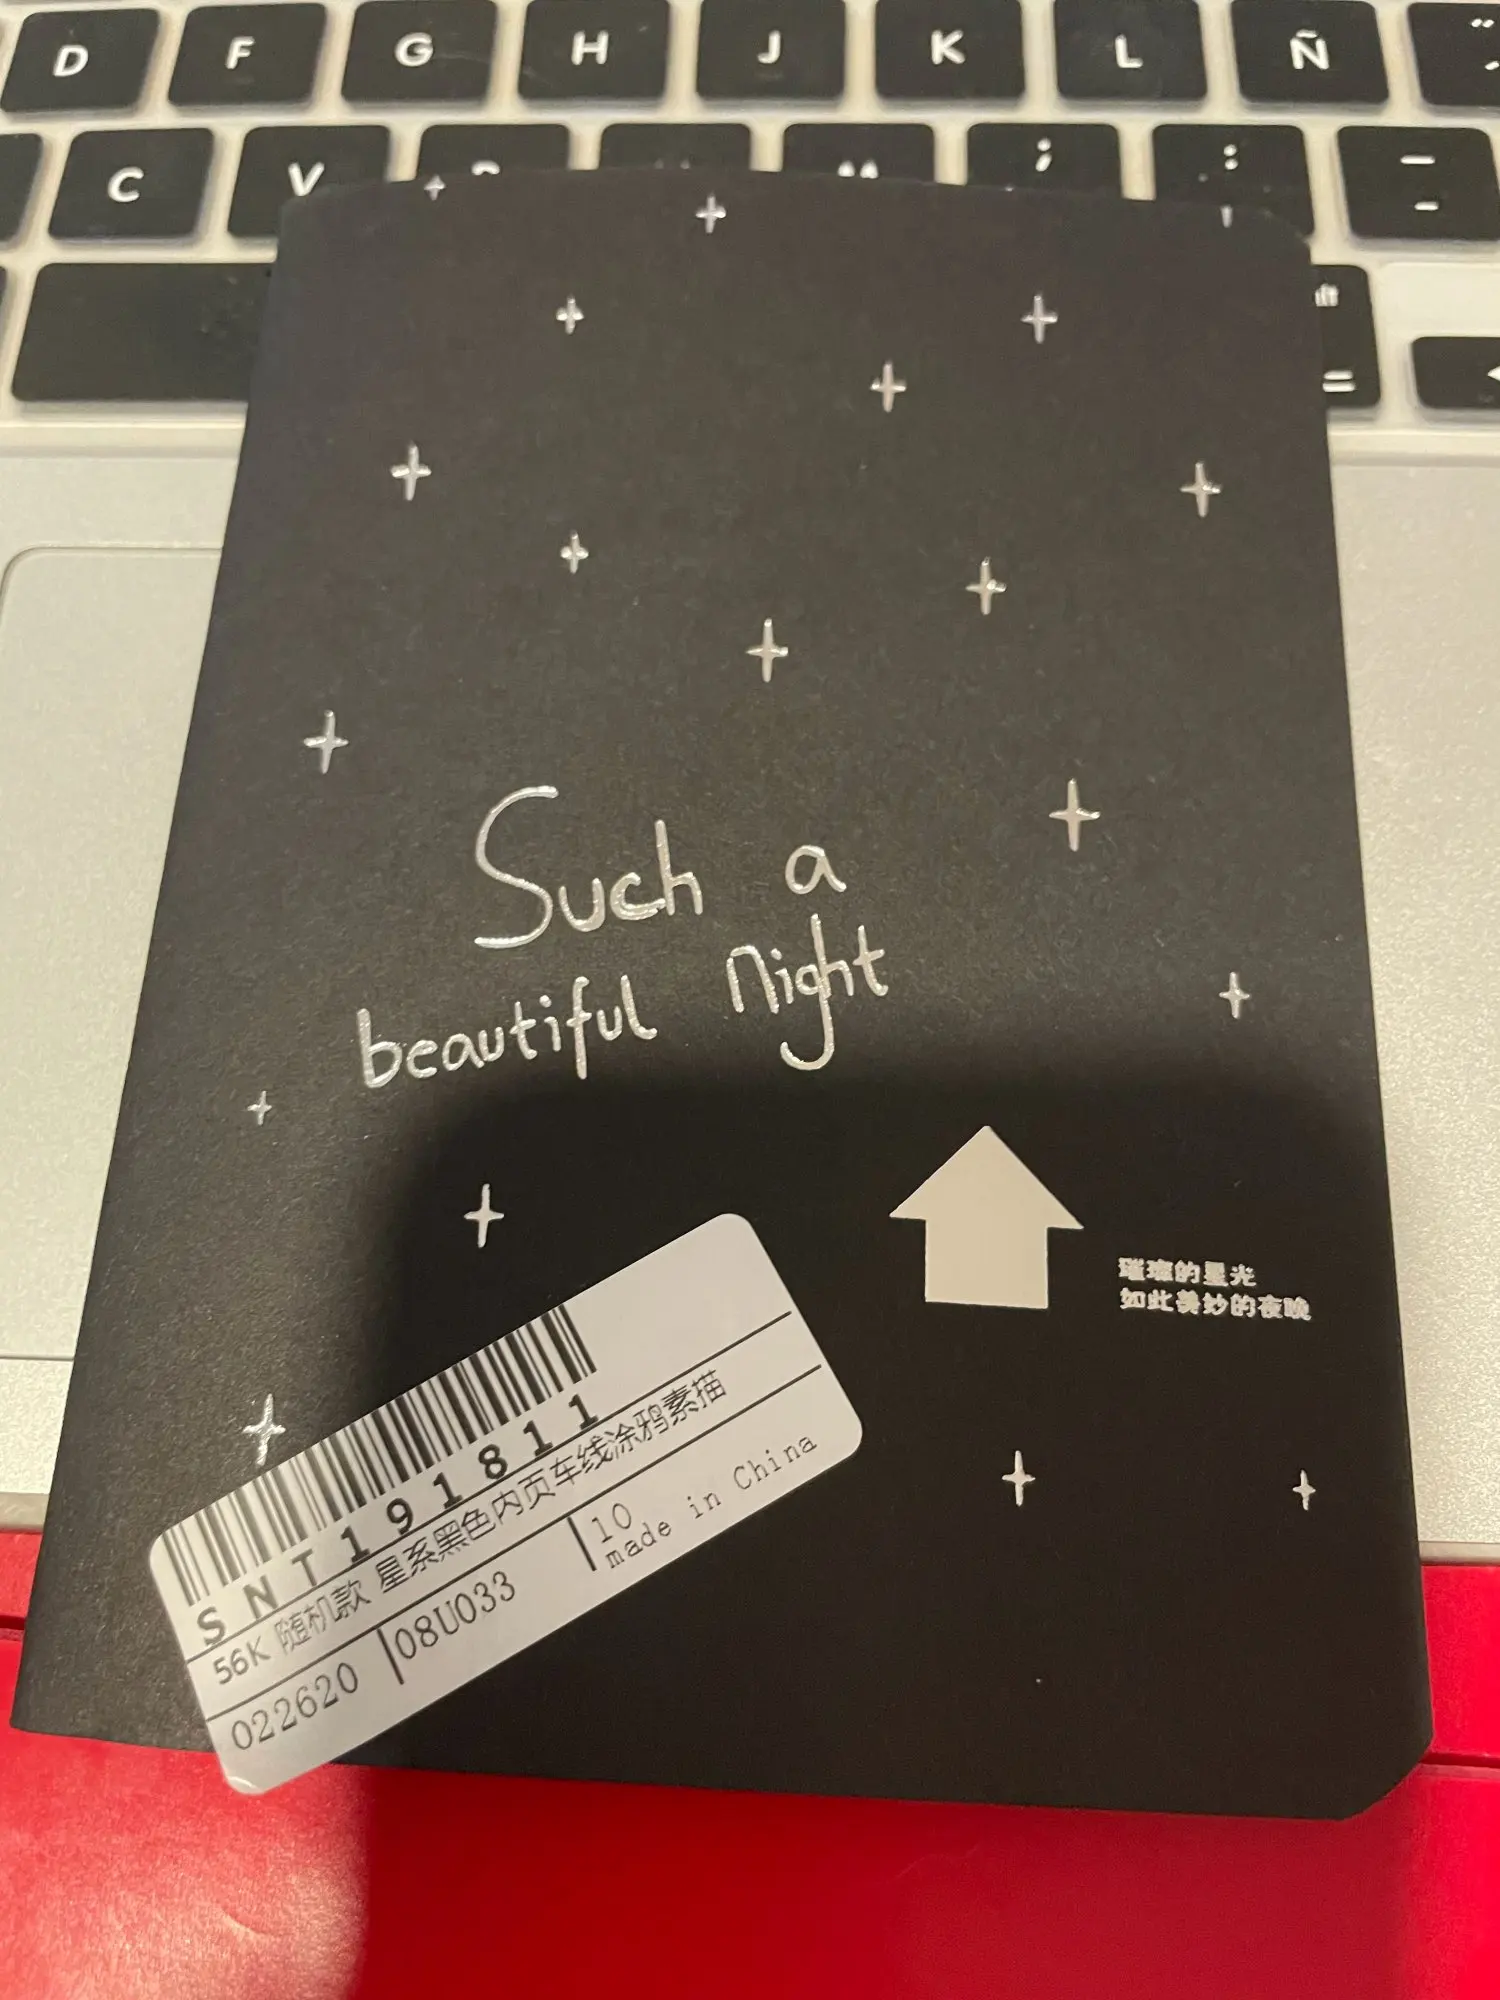 D F G H J K L Ñ
C V
; :
Such a
beautiful night
璀璨的星光
如此美妙的夜晚
SNT191811
56K 随机款 星系黑色内页车线涂鸦素描
022620 08U033 10
made in China